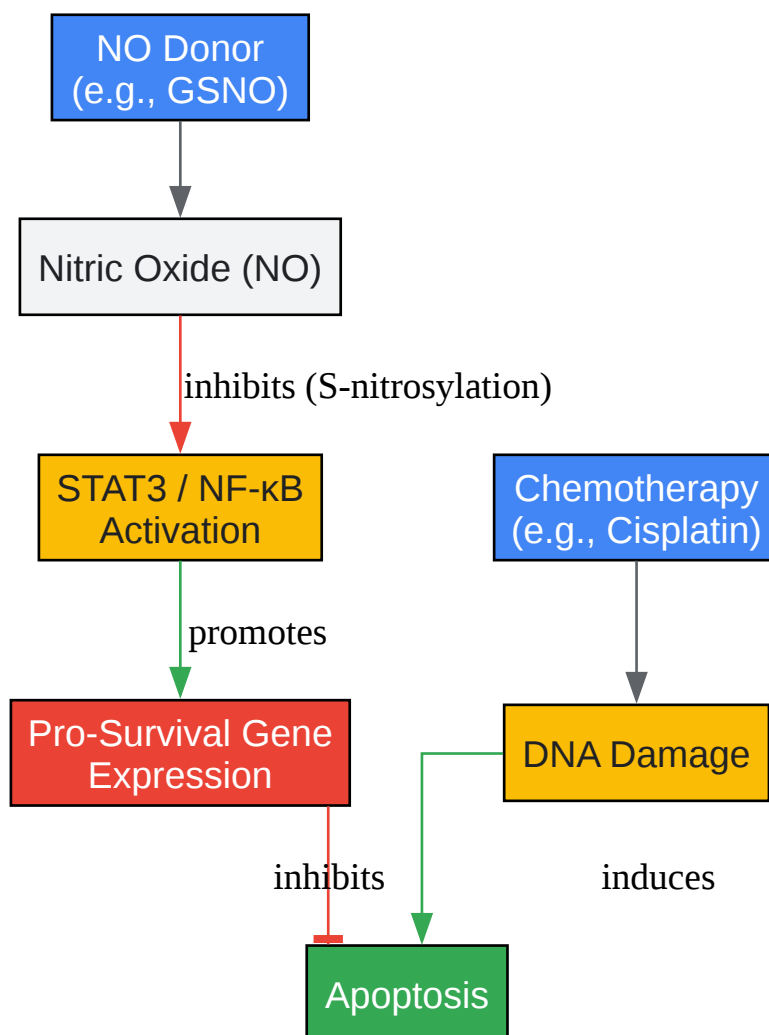 NO Donor
(e.g., GSNO)
Nitric Oxide (NO)
inhibits (S-nitrosylation)
STAT3 / NF-κB
Activation
Chemotherapy
(e.g., Cisplatin)
promotes
Pro-Survival Gene
Expression
DNA Damage
inhibits
induces
Apoptosis